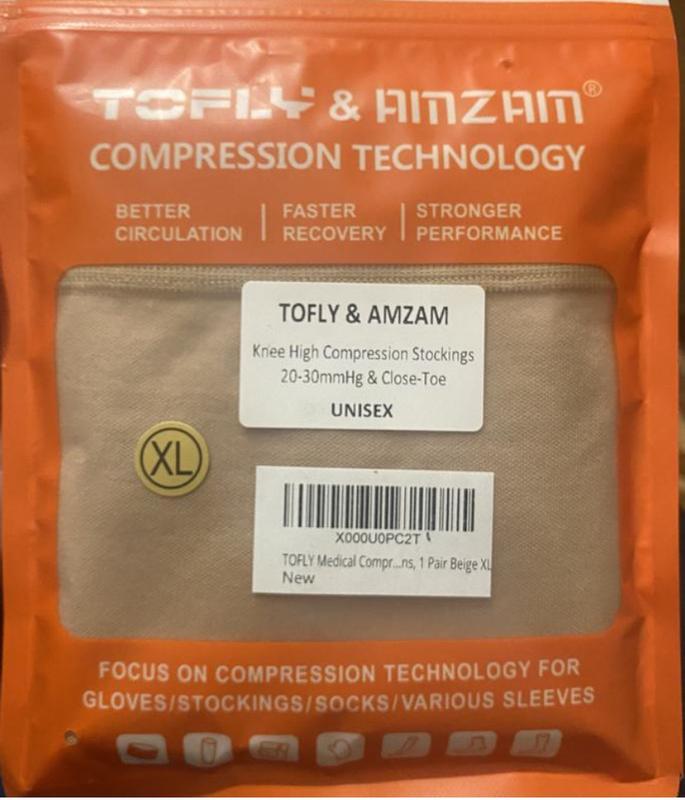 TOFLY & AMZAM®
COMPRESSION TECHNOLOGY
BETTER CIRCULATION | FASTER RECOVERY | STRONGER PERFORMANCE
TOFLY & AMZAM
Knee High Compression Stockings
20-30mmHg & Close-Toe
UNISEX
XL
X000U0PC2T
TOFLY Medical Compr...ns, 1 Pair Beige XL
New
FOCUS ON COMPRESSION TECHNOLOGY FOR
GLOVES/STOCKINGS/SOCKS/VARIOUS SLEEVES